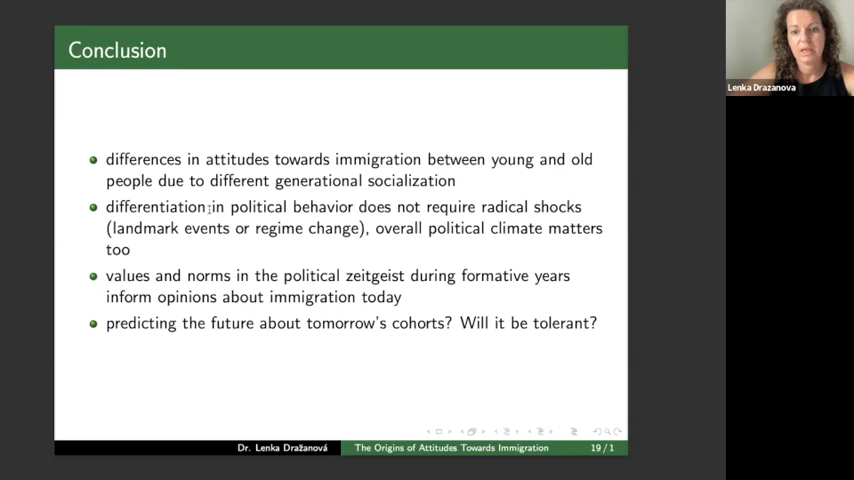 Conclusion
differences in attitudes towards immigration between young and old
people due to different generational socialization
differentiation in political behavior does not require radical shocks
(landmark events or regime change), overall political climate matters
too
values and norms in the political zeitgeist during formative years
inform opinions about immigration today
predicting the future about tomorrow's cohorts? Will it be tolerant?
Dr. Lenka Dražanová
The Origins of Attitudes Towards Immigration
19 / 1
Lenka Drazanova